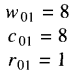 w₀₁ = 8
c₀₁ = 8
r₀₁ = 1